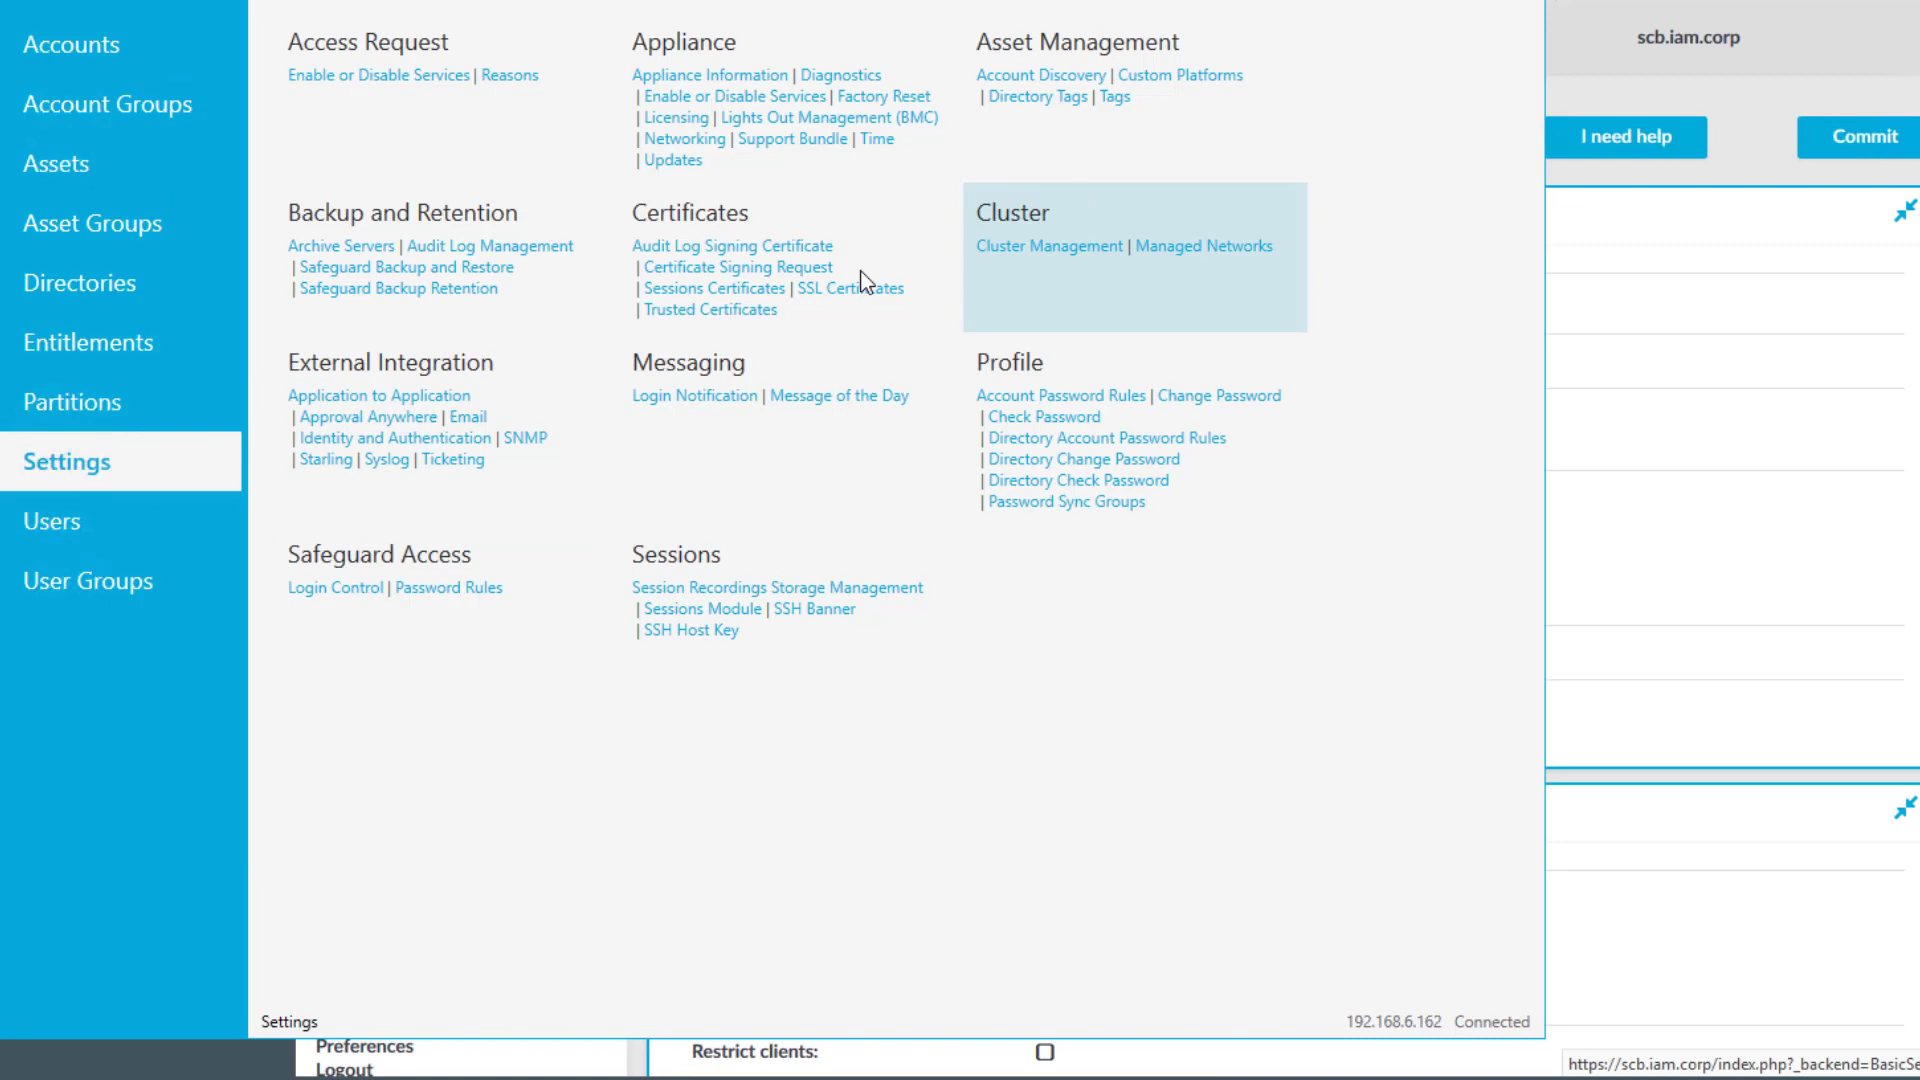 Accounts
Account Groups
Assets
Asset Groups
Directories
Entitlements
Partitions
Settings
Users
User Groups
Access Request
Enable or Disable Services | Reasons
Appliance
Appliance Information | Diagnostics
| Enable or Disable Services | Factory Reset
| Licensing | Lights Out Management (BMC)
| Networking | Support Bundle | Time
| Updates
Asset Management
Account Discovery | Custom Platforms
| Directory Tags | Tags
Backup and Retention
Archive Servers | Audit Log Management
| Safeguard Backup and Restore
| Safeguard Backup Retention
Certificates
Audit Log Signing Certificate
| Certificate Signing Request
| Sessions Certificates | SSL Certificates
| Trusted Certificates
Cluster
Cluster Management | Managed Networks
External Integration
Application to Application
| Approval Anywhere | Email
| Identity and Authentication | SNMP
| Starling | Syslog | Ticketing
Messaging
Login Notification | Message of the Day
Profile
Account Password Rules | Change Password
| Check Password
| Directory Account Password Rules
| Directory Change Password
| Directory Check Password
| Password Sync Groups
Safeguard Access
Login Control | Password Rules
Sessions
Session Recordings Storage Management
| Sessions Module | SSH Banner
| SSH Host Key
Settings
192.168.6.162 Connected
scb.iam.corp
I need help
Commit
Preferences
Logout
Restrict clients:
https://scb.iam.corp/index.php?_backend=BasicSe